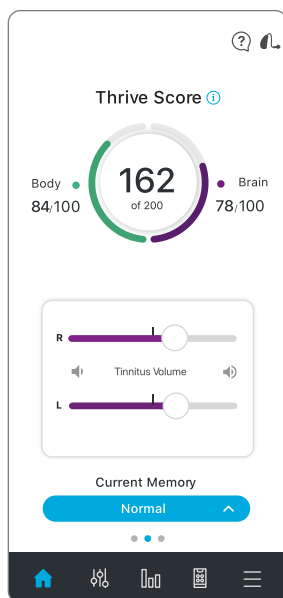 ?
Thrive Score i
Body
84/100
162
of 200
Brain
78/100
R
Tinnitus Volume
L
Current Memory
Normal